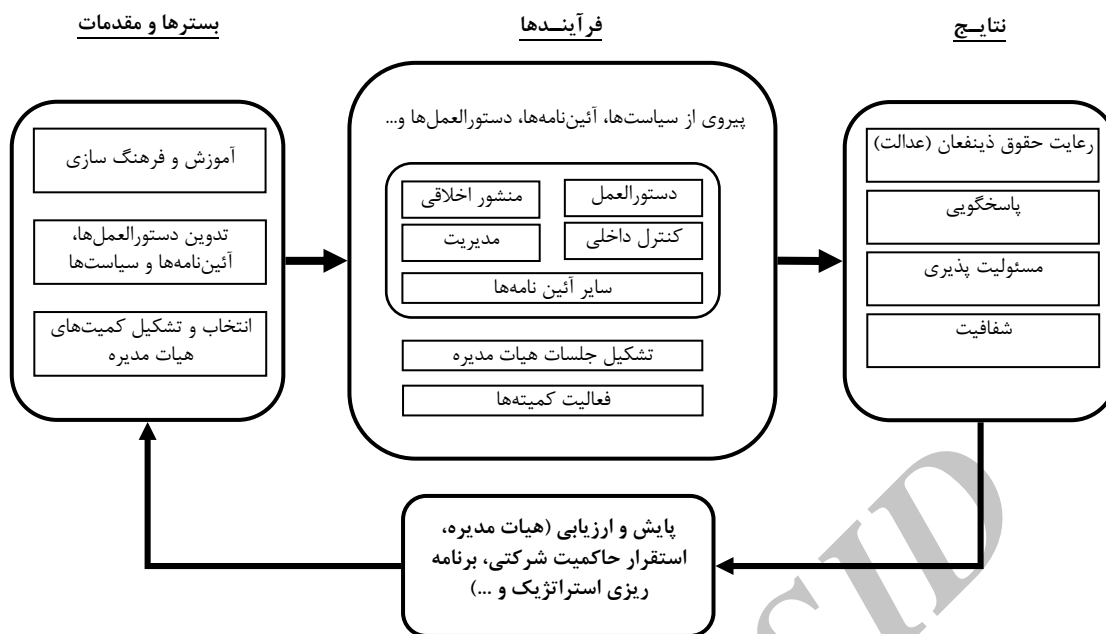 بسترها و مقدمات
فرآیندها
نتایج
آموزش و فرهنگ سازی
تدوین دستورالعمل‌ها،
آئین‌نامه‌ها و سیاست‌ها
انتخاب و تشکیل کمیت‌های
هیات مدیره
پیروی از سیاست‌ها، آئین‌نامه‌ها، دستورالعمل‌ها و...
منشور اخلاقی
دستورالعمل
مدیریت
کنترل داخلی
سایر آئین نامه‌ها
تشکیل جلسات هیات مدیره
فعالیت کمیته‌ها
رعایت حقوق ذینفعان (عدالت)
پاسخگویی
مسئولیت پذیری
شفافیت
پایش و ارزیابی (هیات مدیره،
استقرار حاکمیت شرکتی، برنامه
ریزی استراتژیک و ...)
SID